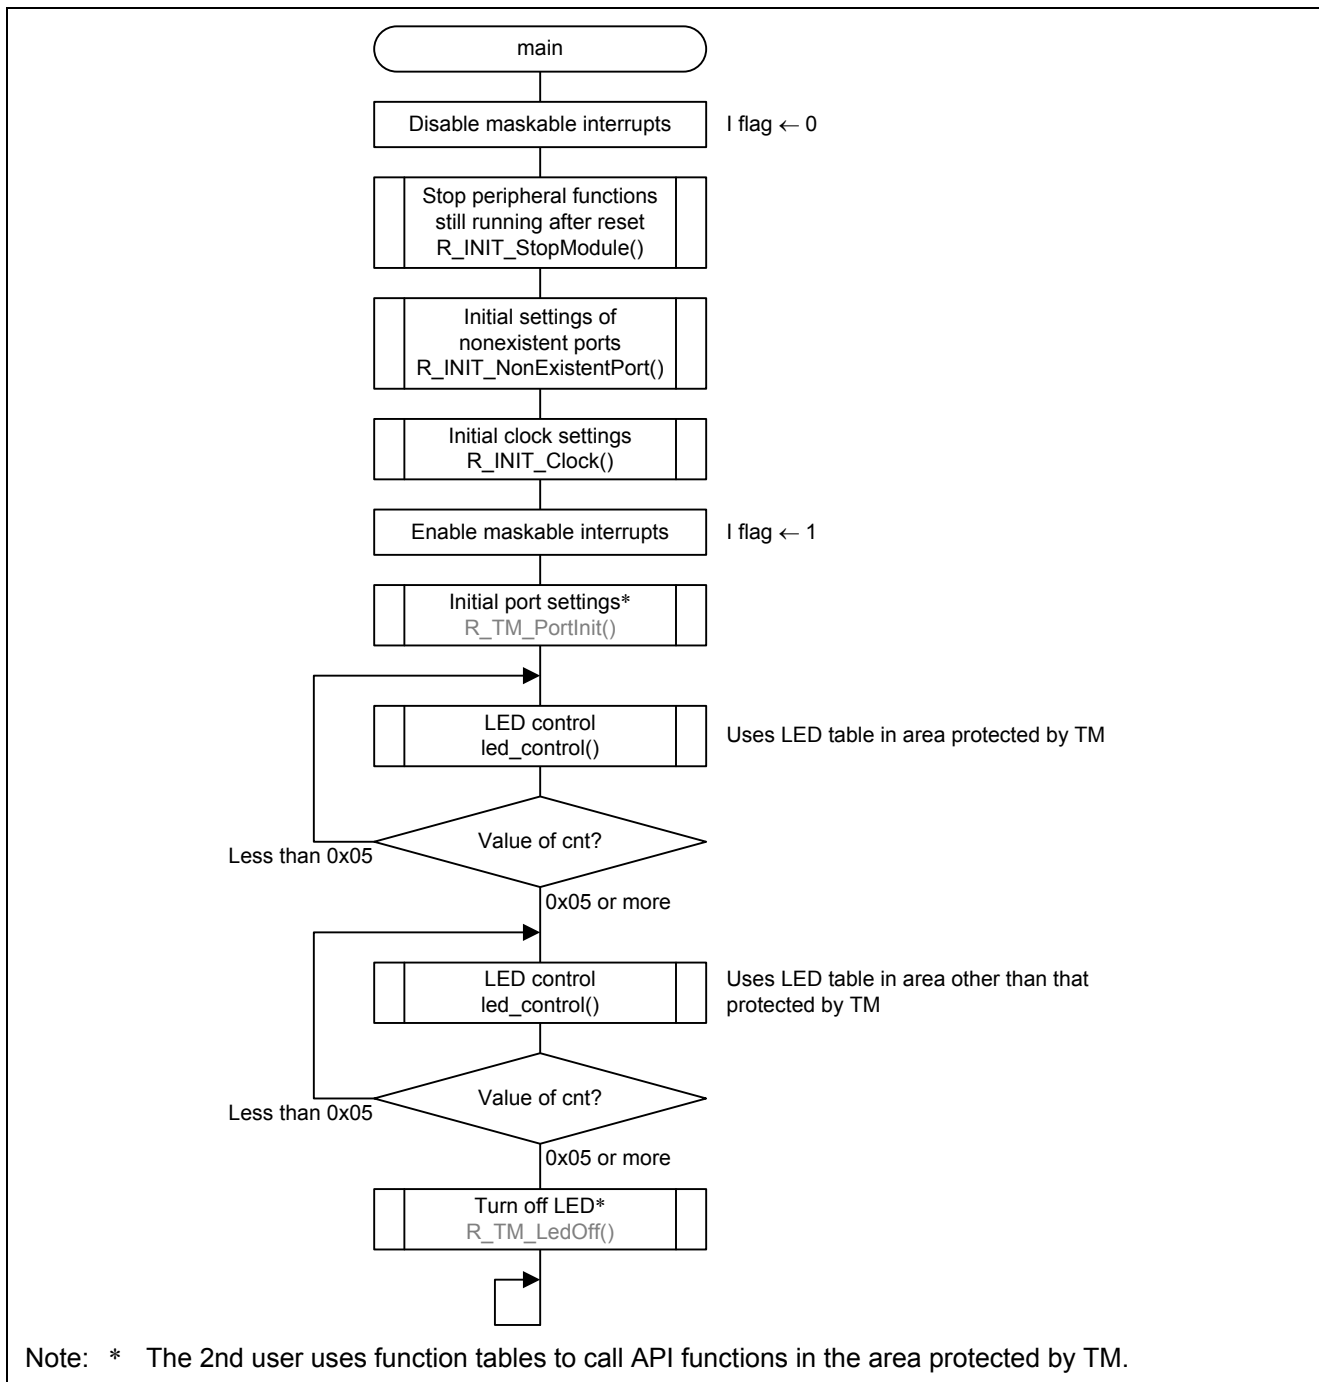 main
Disable maskable interrupts
I flag ← 0
Stop peripheral functions
still running after reset
R_INIT_StopModule()
Initial settings of
nonexistent ports
R_INIT_NonExistentPort()
Initial clock settings
R_INIT_Clock()
Enable maskable interrupts
I flag ← 1
Initial port settings*
R_TM_PortInit()
LED control
led_control()
Uses LED table in area protected by TM
Value of cnt?
Less than 0x05
0x05 or more
LED control
led_control()
Uses LED table in area other than that
protected by TM
Value of cnt?
Less than 0x05
0x05 or more
Turn off LED*
R_TM_LedOff()
Note: * The 2nd user uses function tables to call API functions in the area protected by TM.